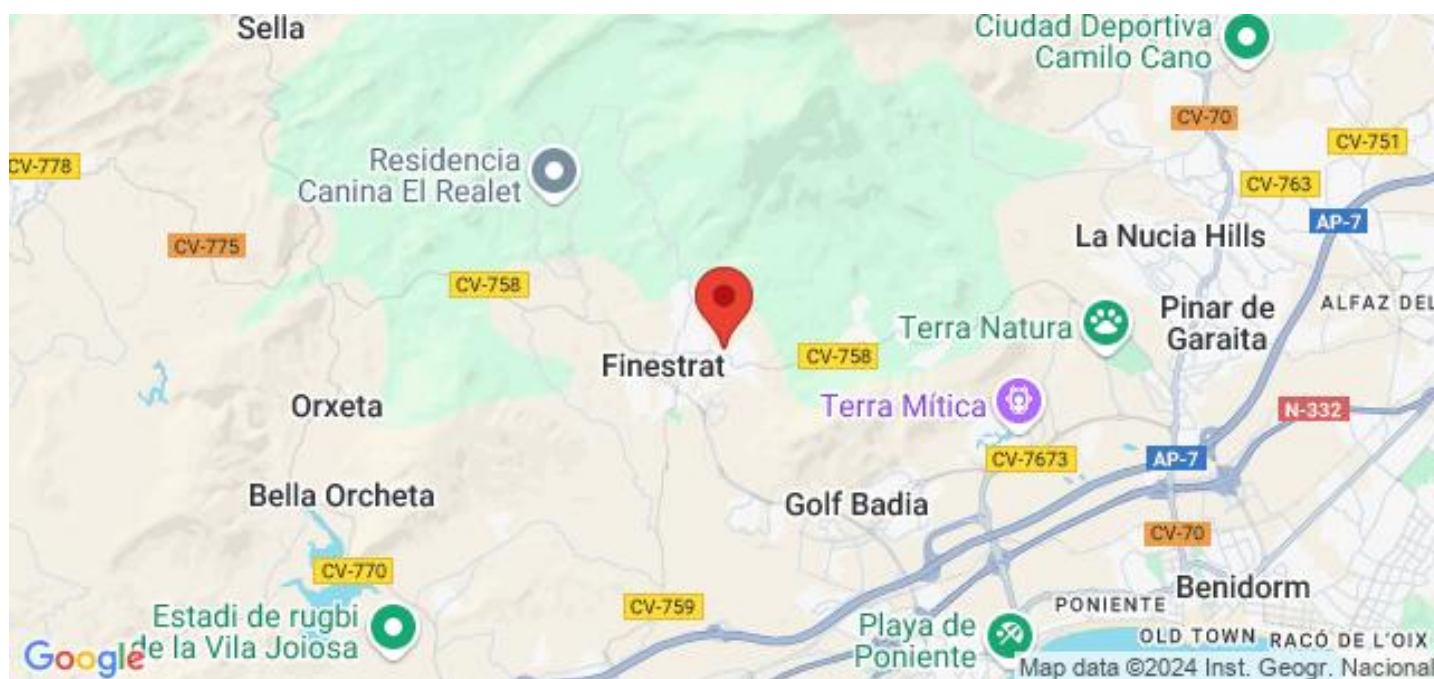 Sella
Ciudad Deportiva
Camilo Cano
CV-70
CV-751
Residencia
Canina El Realet
CV-778
CV-763
AP-7
La Nucia Hills
CV-775
CV-758
Pinar de
Garaita
ALFAZ DEL
Terra Natura
CV-758
Finestrat
Orxeta
Terra Mítica
N-332
CV-7673
AP-7
Bella Orcheta
Golf Badia
CV-70
CV-770
Benidorm
CV-759
PONIENTE
Estadi de rugbi
de la Vila Joiosa
Playa de
Poniente
OLD TOWN
RACÓ DE L'OIX
Google
Map data ©2024 Inst. Geogr. Nacional